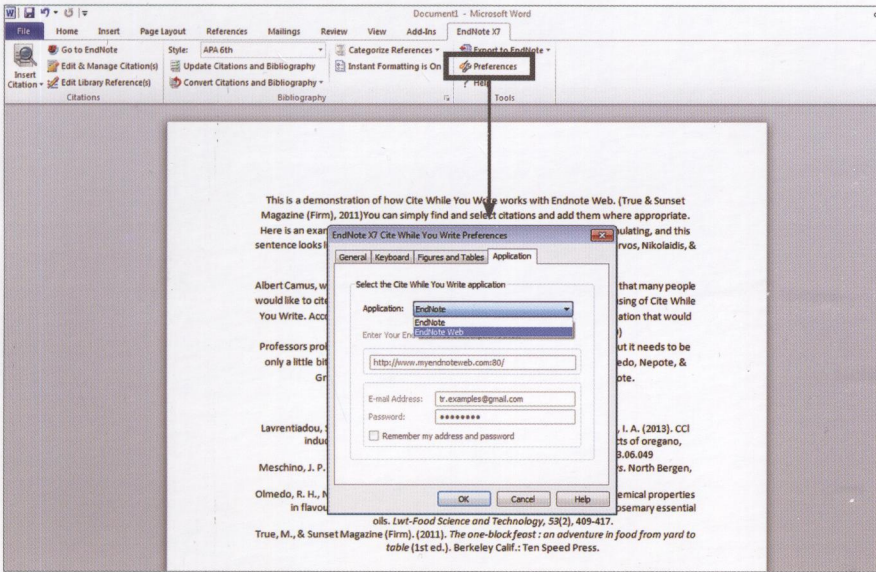 Document1 - Microsoft Word
File Home Insert Page Layout References Mailings Review View Add-Ins EndNote X7
Go to EndNote Style: APA 6th Categorize References Export to EndNote
Edit & Manage Citation(s) Update Citations and Bibliography Instant Formatting is On Preferences
Insert Citation Edit Library Reference(s) Convert Citations and Bibliography Help
Citations Bibliography Tools
This is a demonstration of how Cite While You Write works with Endnote Web. (True & Sunset
Magazine (Firm), 2011)You can simply find and select citations and add them where appropriate.
Here is an exam ulating, and this
sentence looks li rvos, Nikolaidis, &
EndNote X7 Cite While You Write Preferences
General Keyboard Figures and Tables Application
Albert Camus, w that many people
would like to cite sing of Cite While
You Write. Acco ation that would
Select the Cite While You Write application
Application: EndNote
EndNote
EndNote Web
Enter Your En
Professors prob ut it needs to be
only a little bit edo, Nepote, &
Gr ote.
http://www.myendnoteweb.com:80/
E-mail Address: tr.examples@gmail.com
Password: ********
Remember my address and password
Lavrentiadou, S , I. A. (2013). CCl
induc cts of oregano,
3.06.049
Meschino, J. P. ys. North Bergen,
OK Cancel Help
Olmedo, R. H., N emical properties
in flavou osemary essential
oils. Lwt-Food Science and Technology, 53(2), 409-417.
True, M., & Sunset Magazine (Firm). (2011). The one-block feast : an adventure in food from yard to
table (1st ed.). Berkeley Calif.: Ten Speed Press.